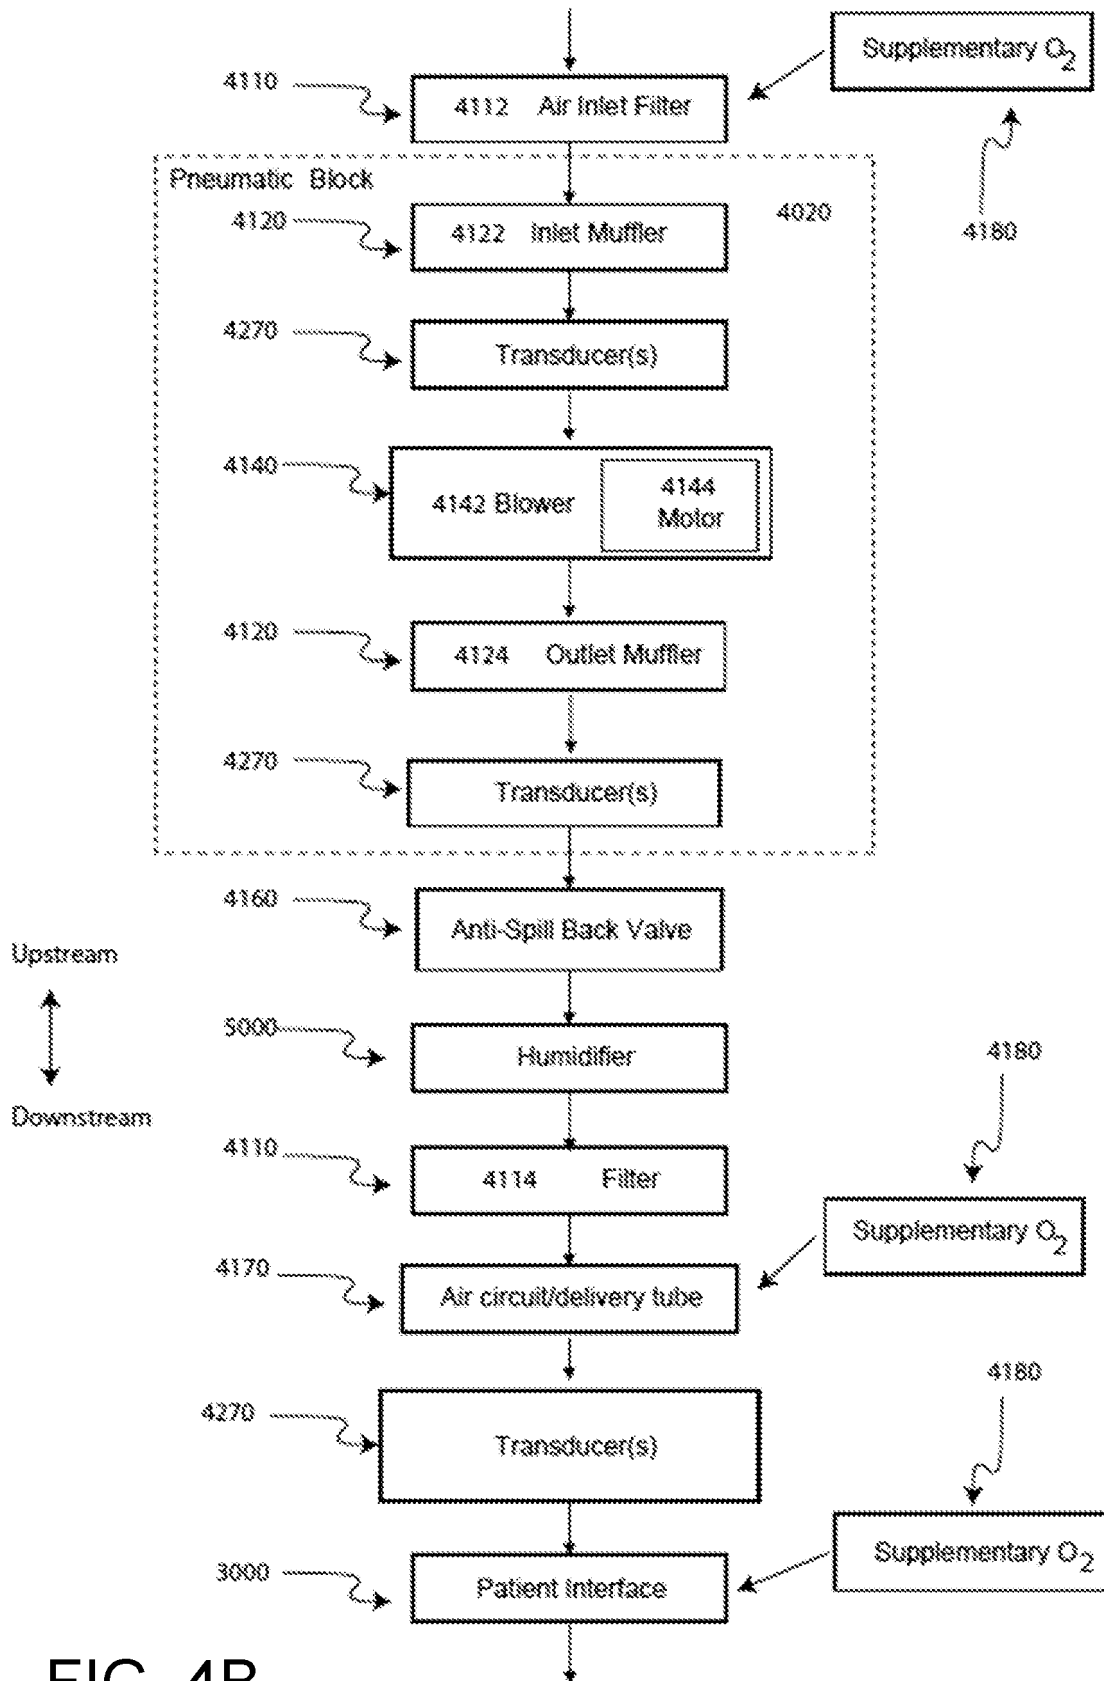 Supplementary O2
4110
4112 Air Inlet Filter
Pneumatic Block
4120
4122 Inlet Muffler
4020
4180
4270
Transducer(s)
4140
4142 Blower
4144
Motor
4120
4124 Outlet Muffler
4270
Transducer(s)
4160
Anti-Spill Back Valve
Upstream
5000
Humidifier
4180
Downstream
4110
4114 Filter
Supplementary O2
4170
Air circuit/delivery tube
4180
4270
Transducer(s)
Supplementary O2
3000
Patient Interface
FIG. 4B